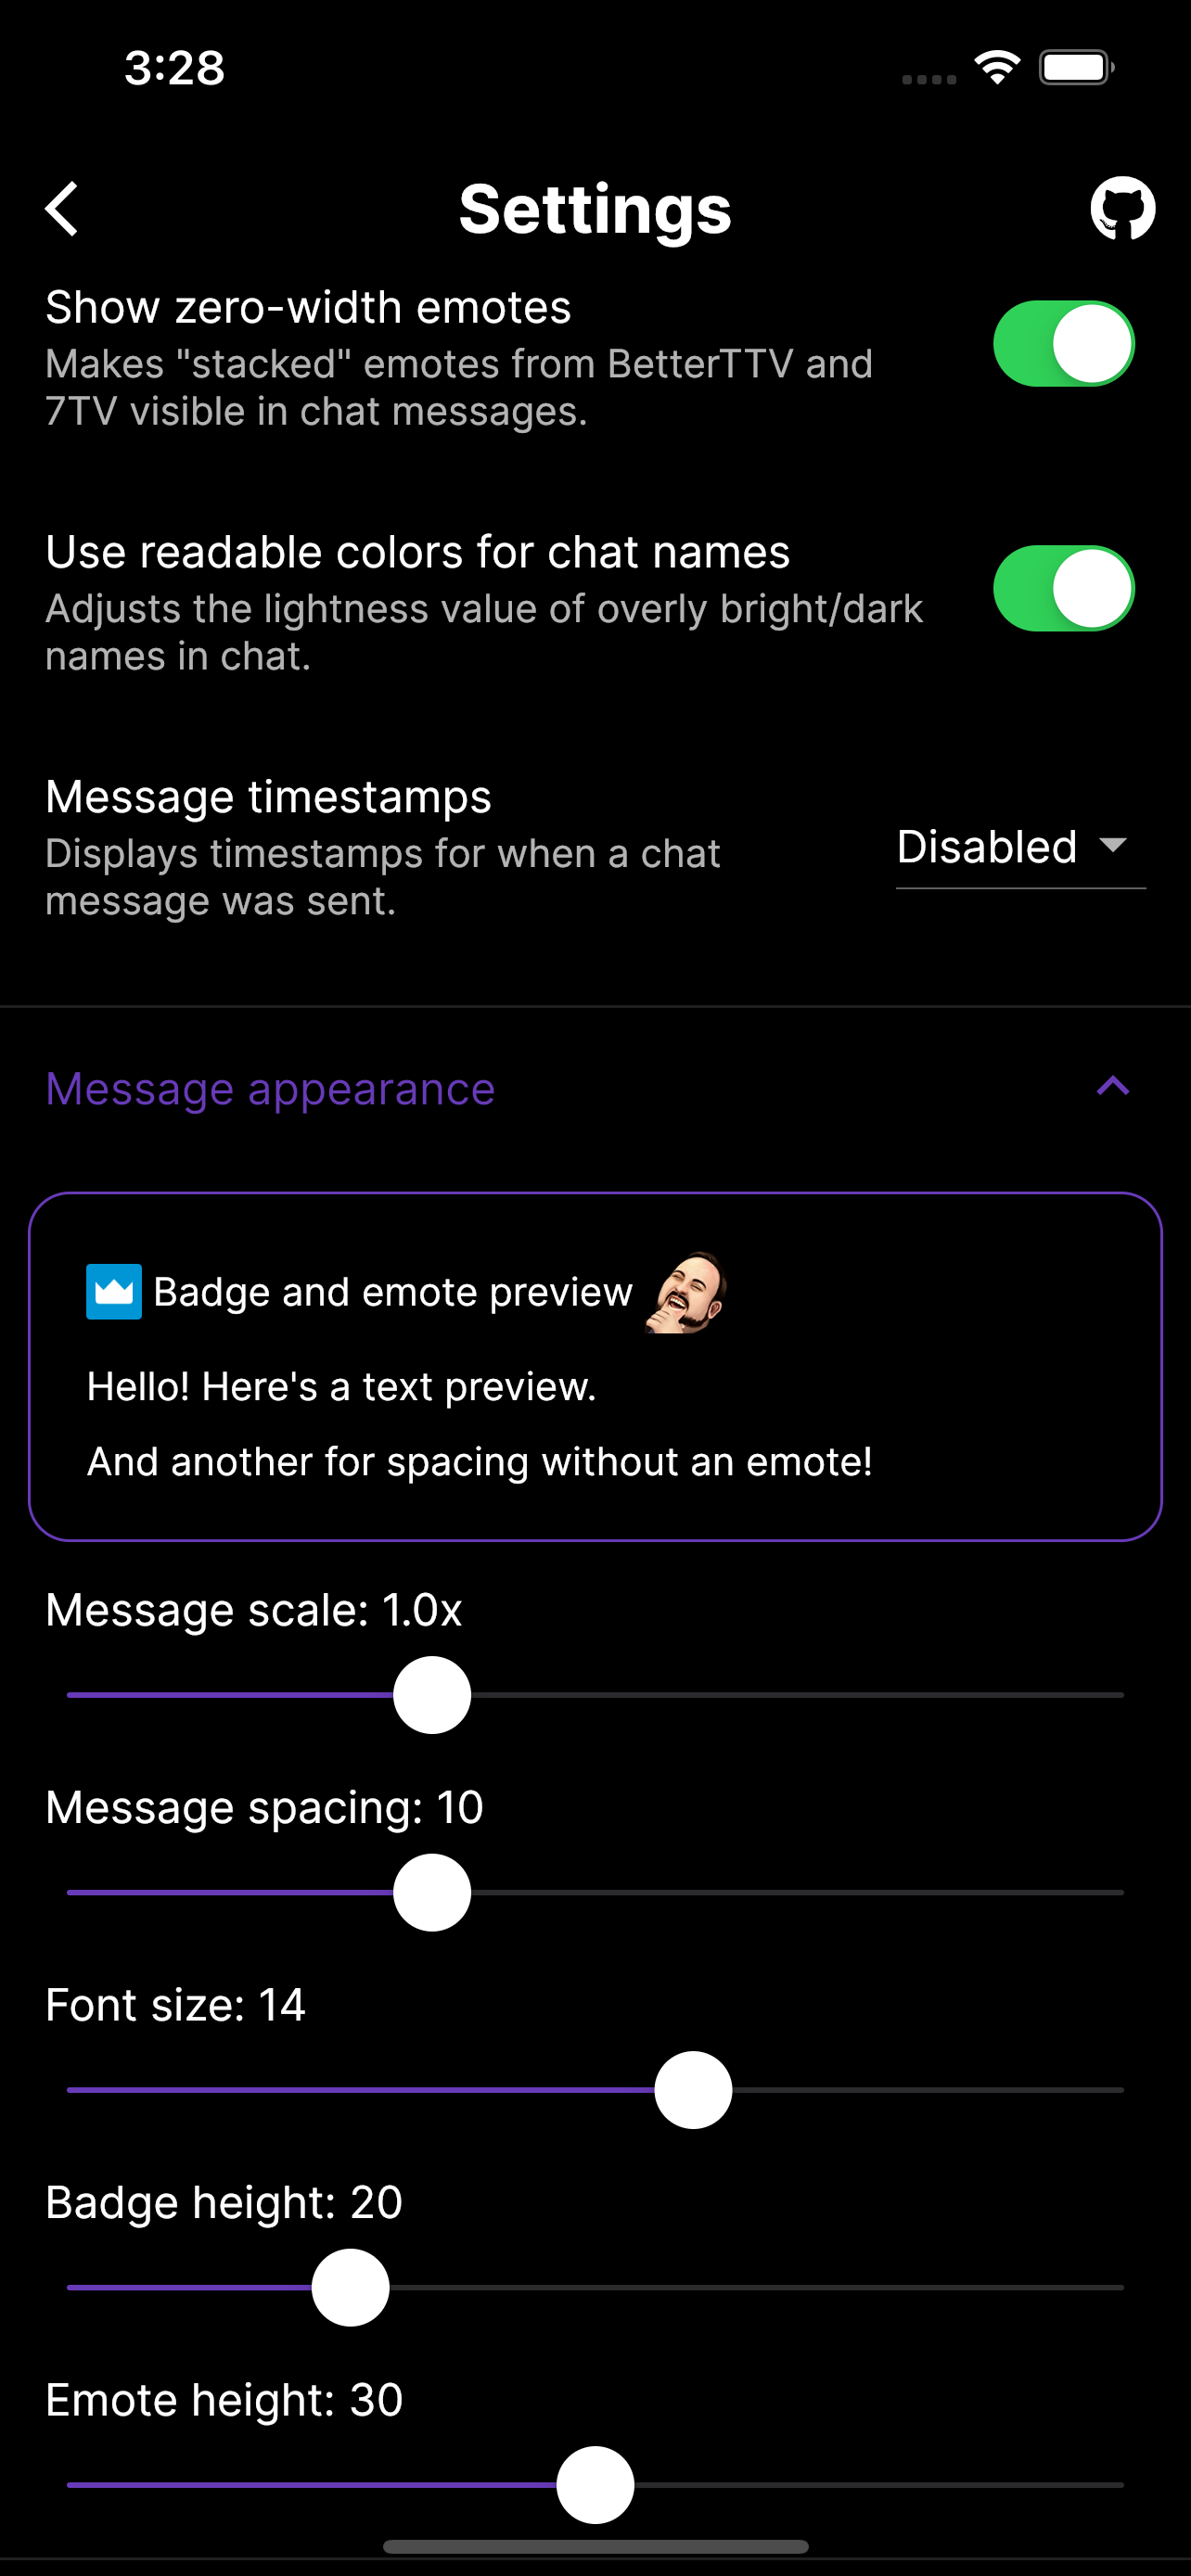 3:28
Settings
Show zero-width emotes
Makes "stacked" emotes from BetterTTV and
7TV visible in chat messages.
Use readable colors for chat names
Adjusts the lightness value of overly bright/dark
names in chat.
Message timestamps
Displays timestamps for when a chat
message was sent.
Disabled
Message appearance
Badge and emote preview
Hello! Here's a text preview.
And another for spacing without an emote!
Message scale: 1.0x
Message spacing: 10
Font size: 14
Badge height: 20
Emote height: 30